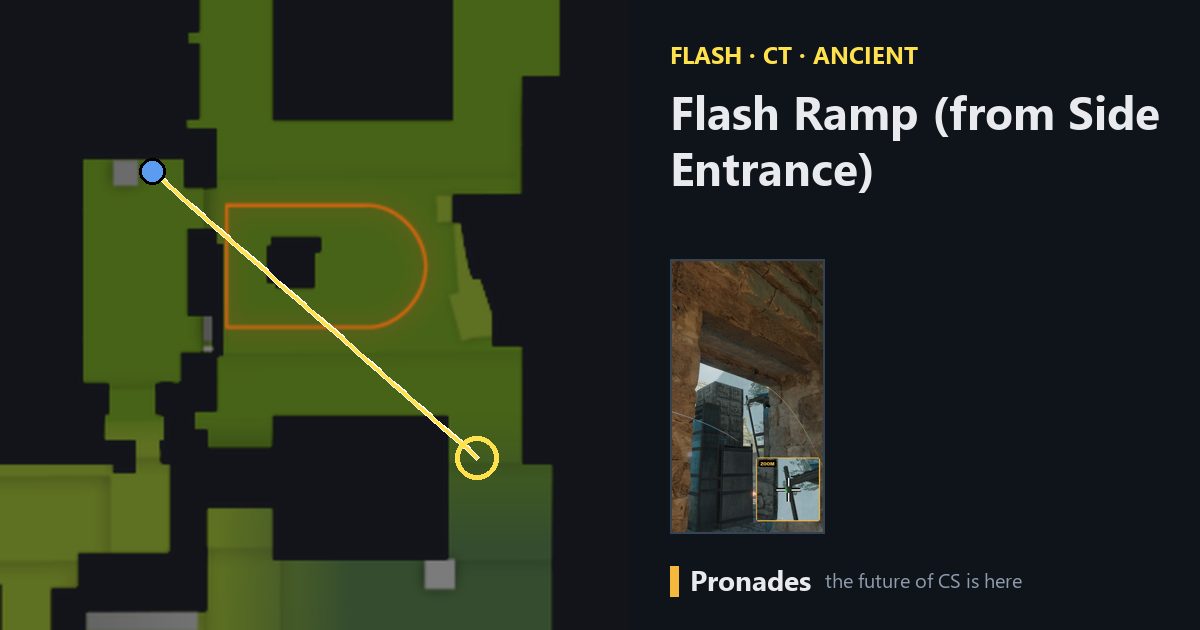 FLASH · CT · ANCIENT
Flash Ramp (from Side
Entrance)
ZOOM
Pronades the future of CS is here